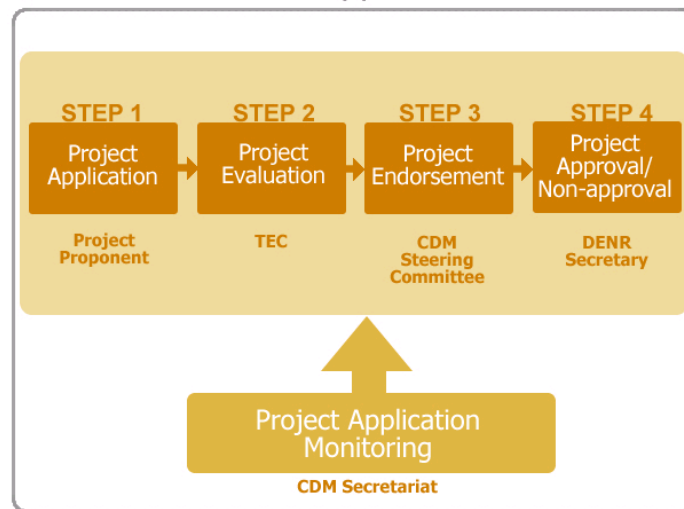 STEP 1
Project
Application
Project
Proponent
STEP 2
Project
Evaluation
TEC
STEP 3
Project
Endorsement
CDM
Steering
Committee
STEP 4
Project
Approval/
Non-approval
DENR
Secretary
Project Application
Monitoring
CDM Secretariat